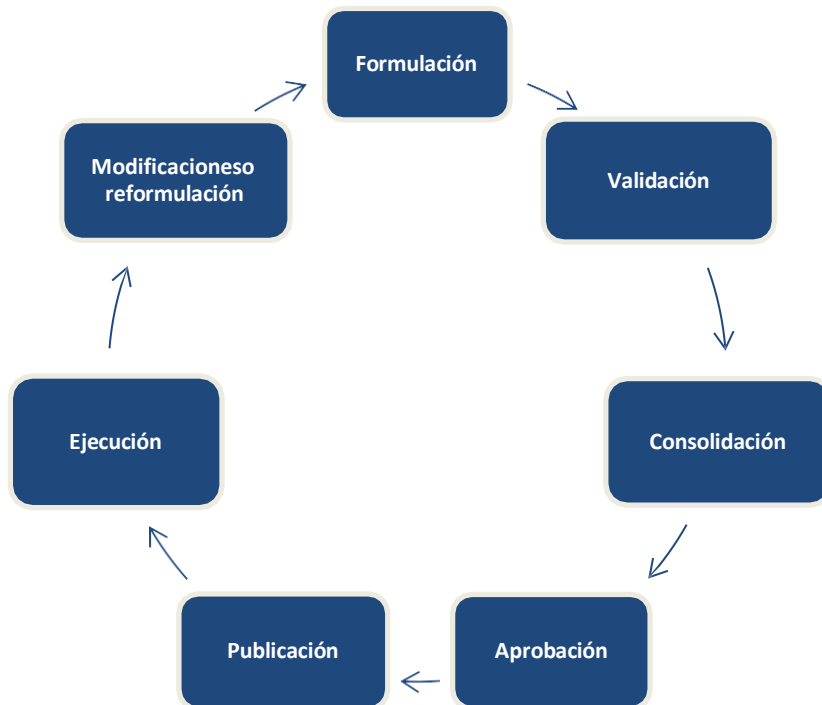 Formulación
Validación
Consolidación
Aprobación
Publicación
Ejecución
Modificacioneso
reformulación